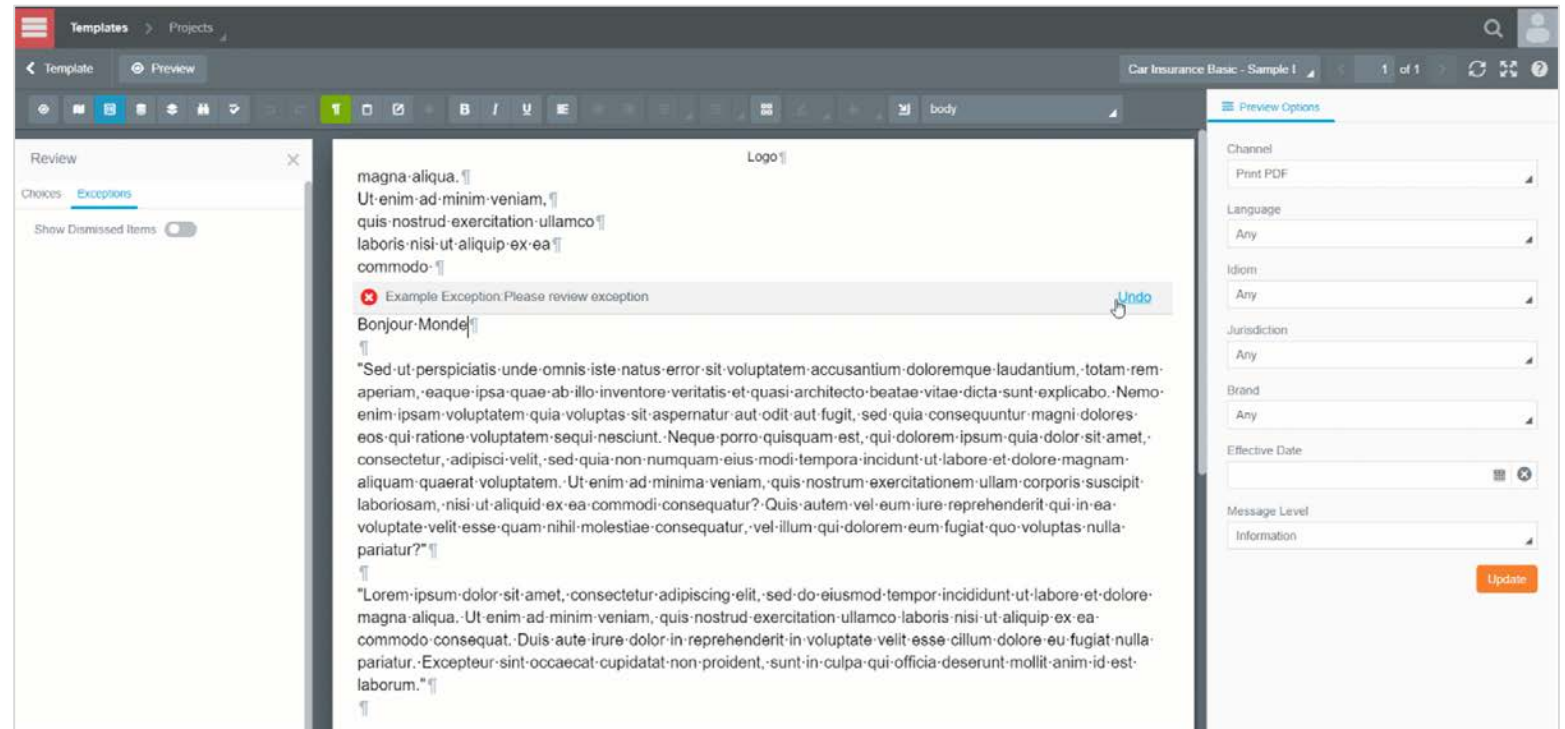 Templates > Projects
Template Preview Car Insurance Basic - Sample 1 of 1
B I U body
Review
Choices Exceptions
Show Dismissed Items
Logo¶
magna·aliqua.¶
Ut·enim·ad·minim·veniam,¶
quis·nostrud·exercitation·ullamco¶
laboris·nisi·ut·aliquip·ex·ea¶
commodo·¶
Example Exception:Please review exception Undo
Bonjour·Monde¶
¶
"Sed·ut·perspiciatis·unde·omnis·iste·natus·error·sit·voluptatem·accusantium·doloremque·laudantium,·totam·rem·
aperiam,·eaque·ipsa·quae·ab·illo·inventore·veritatis·et·quasi·architecto·beatae·vitae·dicta·sunt·explicabo.·Nemo·
enim·ipsam·voluptatem·quia·voluptas·sit·aspernatur·aut·odit·aut·fugit,·sed·quia·consequuntur·magni·dolores·
eos·qui·ratione·voluptatem·sequi·nesciunt.·Neque·porro·quisquam·est,·qui·dolorem·ipsum·quia·dolor·sit·amet,·
consectetur,·adipisci·velit,·sed·quia·non·numquam·eius·modi·tempora·incidunt·ut·labore·et·dolore·magnam·
aliquam·quaerat·voluptatem.·Ut·enim·ad·minima·veniam,·quis·nostrum·exercitationem·ullam·corporis·suscipit·
laboriosam,·nisi·ut·aliquid·ex·ea·commodi·consequatur?·Quis·autem·vel·eum·iure·reprehenderit·qui·in·ea·
voluptate·velit·esse·quam·nihil·molestiae·consequatur,·vel·illum·qui·dolorem·eum·fugiat·quo·voluptas·nulla·
pariatur?"¶
¶
"Lorem·ipsum·dolor·sit·amet,·consectetur·adipiscing·elit,·sed·do·eiusmod·tempor·incididunt·ut·labore·et·dolore·
magna·aliqua.·Ut·enim·ad·minim·veniam,·quis·nostrud·exercitation·ullamco·laboris·nisi·ut·aliquip·ex·ea·
commodo·consequat.·Duis·aute·irure·dolor·in·reprehenderit·in·voluptate·velit·esse·cillum·dolore·eu·fugiat·nulla·
pariatur.·Excepteur·sint·occaecat·cupidatat·non·proident,·sunt·in·culpa·qui·officia·deserunt·mollit·anim·id·est·
laborum."¶
¶
Preview Options
Channel
Print PDF
Language
Any
Idiom
Any
Jurisdiction
Any
Brand
Any
Effective Date
Message Level
Information
Update